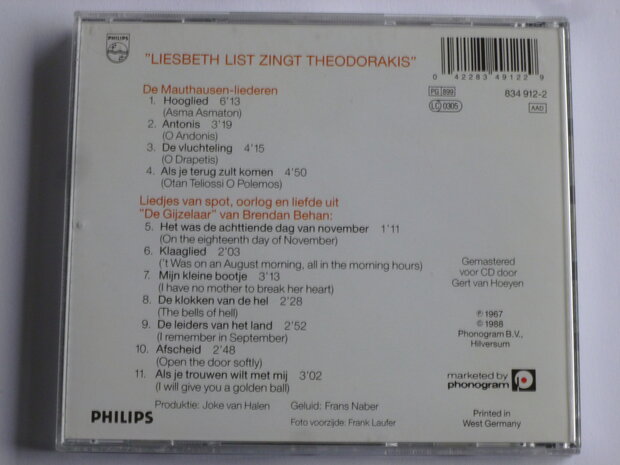 PHILIPS
"LIESBETH LIST ZINGT THEODORAKIS"
0 42283 49122 9
PG 899
834 912-2
LC 0305
AAD
De Mauthausen-liederen
1. Hooglied 6'13
(Asma Asmaton)
2. Antonis 3'19
(O Andonis)
3. De vluchteling 4'15
(O Drapetis)
4. Als je terug zult komen 4'50
(Otan Teliossi O Polemos)
Liedjes van spot, oorlog en liefde uit
"De Gijzelaar" van Brendan Behan:
5. Het was de achttiende dag van november 1'11
(On the eighteenth day of November)
6. Klaaglied 2'03
('t Was on an August morning, all in the morning hours)
7. Mijn kleine bootje 3'13
(I have no mother to break her heart)
8. De klokken van de hel 2'28
(The bells of hell)
9. De leiders van het land 2'52
(I remember in September)
10. Afscheid 2'48
(Open the door softly)
11. Als je trouwen wilt met mij 3'02
(I will give you a golden ball)
Gemastered
voor CD door
Gert van Hoeyen
℗ 1967
© 1988
Phonogram B.V.,
Hilversum
marketed by
phonogram
PHILIPS
Produktie: Joke van Halen
Geluid: Frans Naber
Foto voorzijde: Frank Laufer
Printed in
West Germany